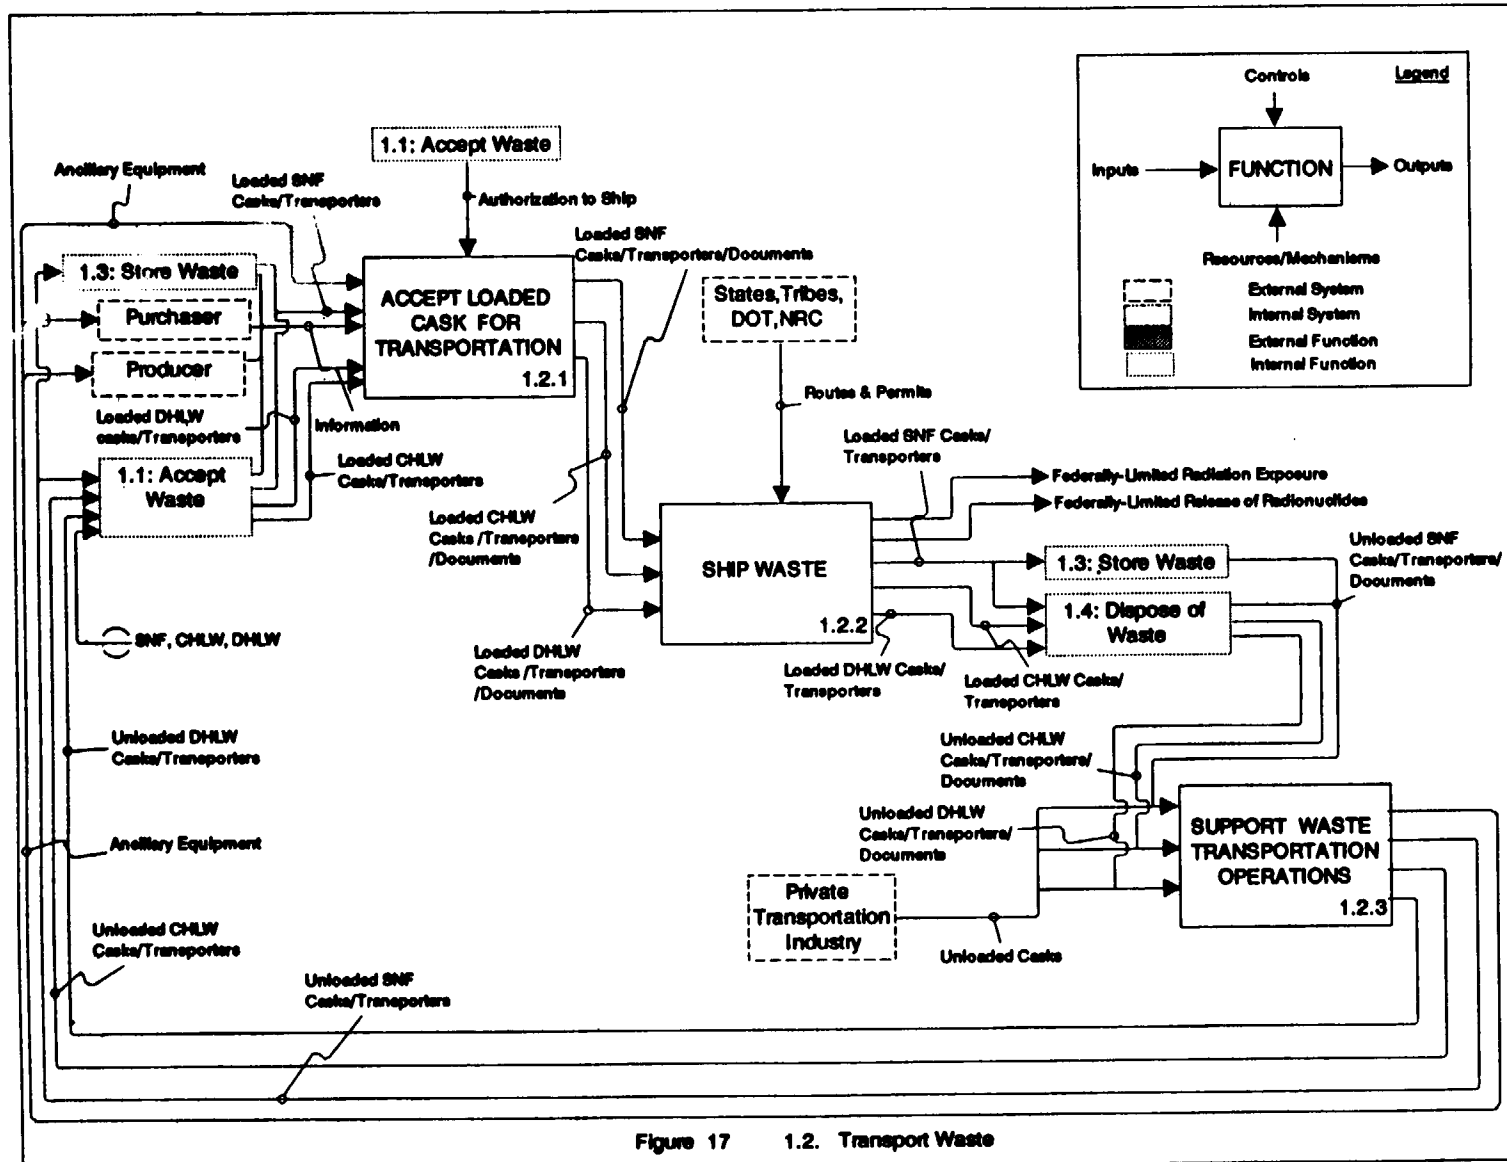 Controls
Legend
Inputs
FUNCTION
Outputs
Resources/Mechanisms
External System
Internal System
External Function
Internal Function
1.1: Accept Waste
Authorization to Ship
Ancillary Equipment
Loaded SNF
Casks/Transporters
1.3: Store Waste
Purchaser
Producer
ACCEPT LOADED
CASK FOR
TRANSPORTATION
1.2.1
Loaded SNF
Casks/Transporters/Documents
States,Tribes,
DOT,NRC
Routes & Permits
Loaded DHLW
casks/Transporters
Information
1.1: Accept
Waste
Loaded CHLW
Casks/Transporters
Loaded CHLW
Casks /Transporters
/Documents
Loaded SNF Casks/
Transporters
Federally-Limited Radiation Exposure
Federally-Limited Release of Radionuclides
SHIP WASTE
1.2.2
1.3: Store Waste
1.4: Dispose of
Waste
Unloaded SNF
Casks/Transporters/
Documents
SNF, CHLW, DHLW
Loaded DHLW
Casks /Transporters
/Documents
Loaded DHLW Casks/
Transporters
Loaded CHLW Casks/
Transporters
Unloaded DHLW
Casks/Transporters
Unloaded CHLW
Casks/Transporters/
Documents
Unloaded DHLW
Casks/Transporters/
Documents
SUPPORT WASTE
TRANSPORTATION
OPERATIONS
1.2.3
Ancillary Equipment
Private
Transportation
Industry
Unloaded Casks
Unloaded CHLW
Casks/Transporters
Unloaded SNF
Casks/Transporters
Figure 17 1.2. Transport Waste